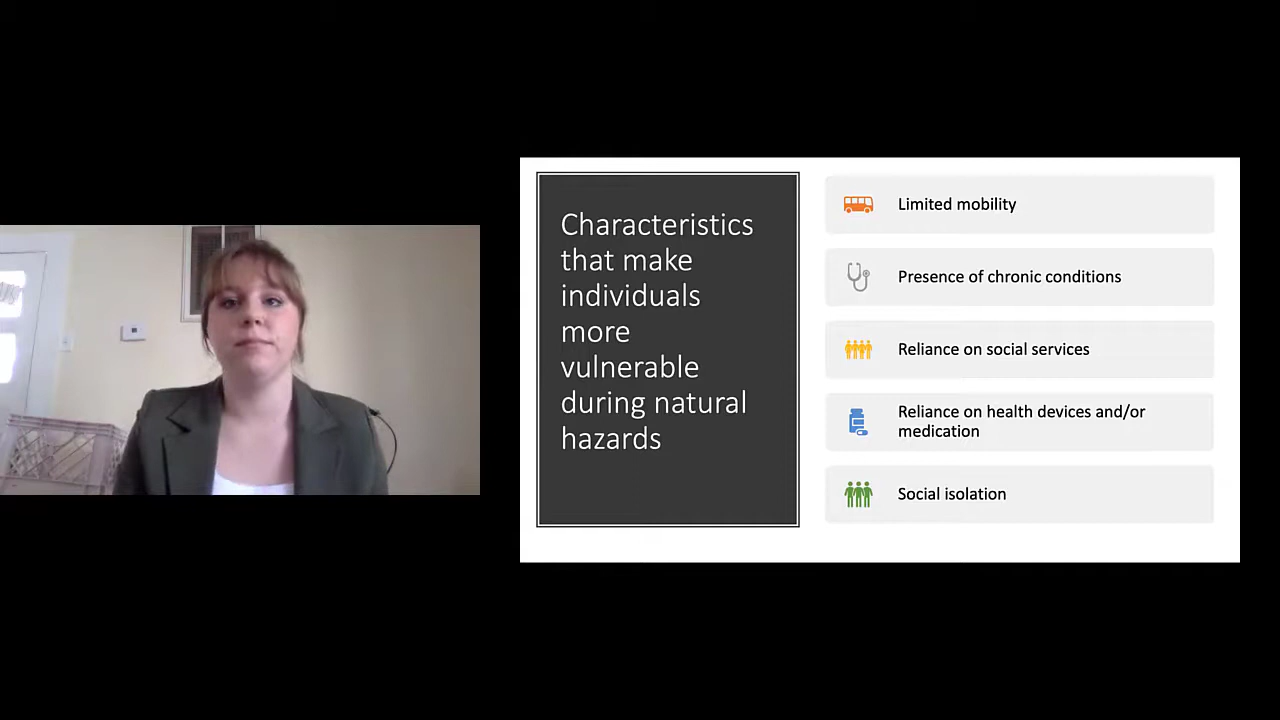 Characteristics
that make
individuals
more
vulnerable
during natural
hazards
Limited mobility
Presence of chronic conditions
Reliance on social services
Reliance on health devices and/or
medication
Social isolation